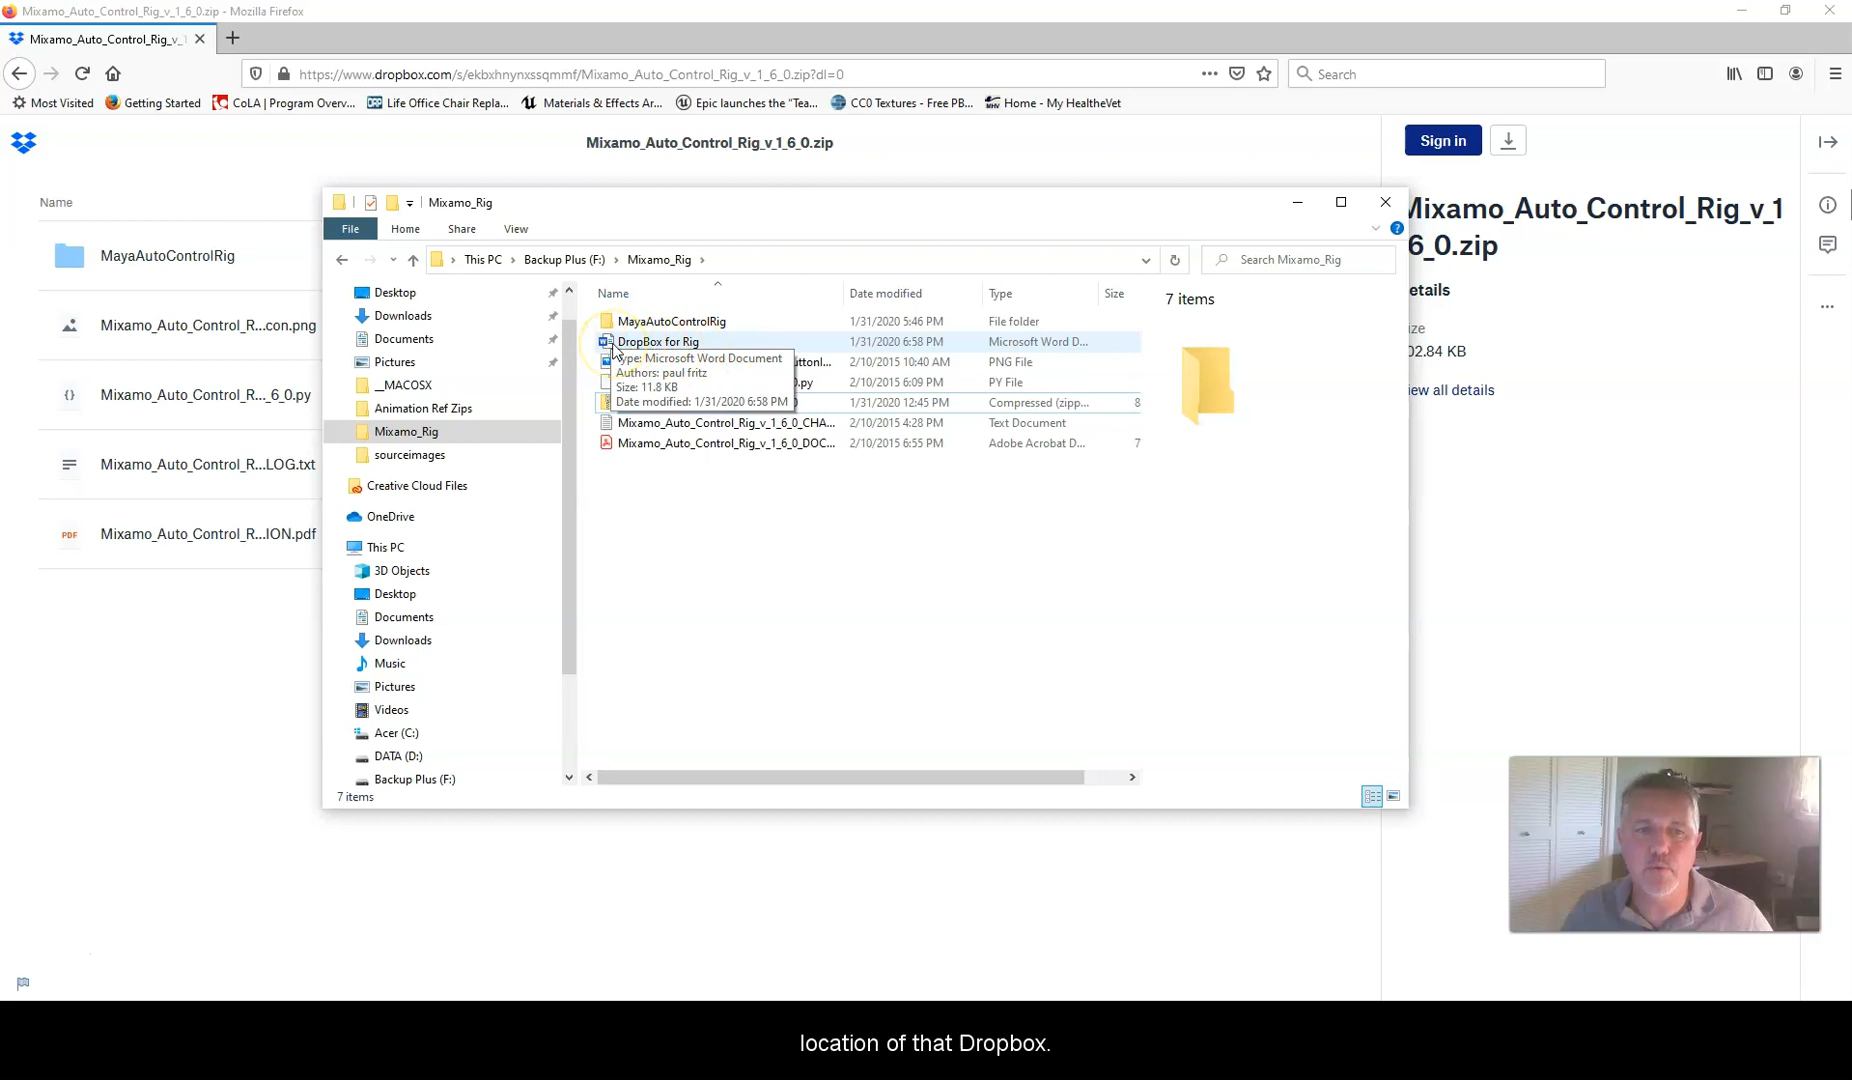 Mixamo_Auto_Control_Rig_v_1_6_0.zip - Mozilla Firefox
Mixamo_Auto_Control_Rig_v_1
https://www.dropbox.com/s/ekbxhnynxssqmmf/Mixamo_Auto_Control_Rig_v_1_6_0.zip?dl=0
Search
Most Visited
Getting Started
CoLA | Program Overv...
Life Office Chair Repla...
Materials & Effects Ar...
Epic launches the "Tea...
CC0 Textures - Free PB...
Home - My HealtheVet
Mixamo_Auto_Control_Rig_v_1_6_0.zip
Sign in
Name
MayaAutoControlRig
Mixamo_Auto_Control_R...con.png
Mixamo_Auto_Control_R..._6_0.py
Mixamo_Auto_Control_R...LOG.txt
PDF
Mixamo_Auto_Control_R...ION.pdf
Mixamo_Rig
File
Home
Share
View
This PC > Backup Plus (F:) > Mixamo_Rig >
Search Mixamo_Rig
Desktop
Downloads
Documents
Pictures
__MACOSX
Animation Ref Zips
Mixamo_Rig
sourceimages
Creative Cloud Files
OneDrive
This PC
3D Objects
Desktop
Documents
Downloads
Music
Pictures
Videos
Acer (C:)
DATA (D:)
Backup Plus (F:)
7 items
Name Date modified Type Size
MayaAutoControlRig 1/31/2020 5:46 PM File folder
DropBox for Rig 1/31/2020 6:58 PM Microsoft Word D...
uttonI... 2/10/2015 10:40 AM PNG File
0.py 2/10/2015 6:09 PM PY File
0 1/31/2020 12:45 PM Compressed (zipp... 8
Mixamo_Auto_Control_Rig_v_1_6_0_CHA... 2/10/2015 4:28 PM Text Document
Mixamo_Auto_Control_Rig_v_1_6_0_DOC... 2/10/2015 6:55 PM Adobe Acrobat D... 7
Type: Microsoft Word Document
Authors: paul fritz
Size: 11.8 KB
Date modified: 1/31/2020 6:58 PM
7 items
Mixamo_Auto_Control_Rig_v_1
_6_0.zip
etails
ize
02.84 KB
iew all details
location of that Dropbox.